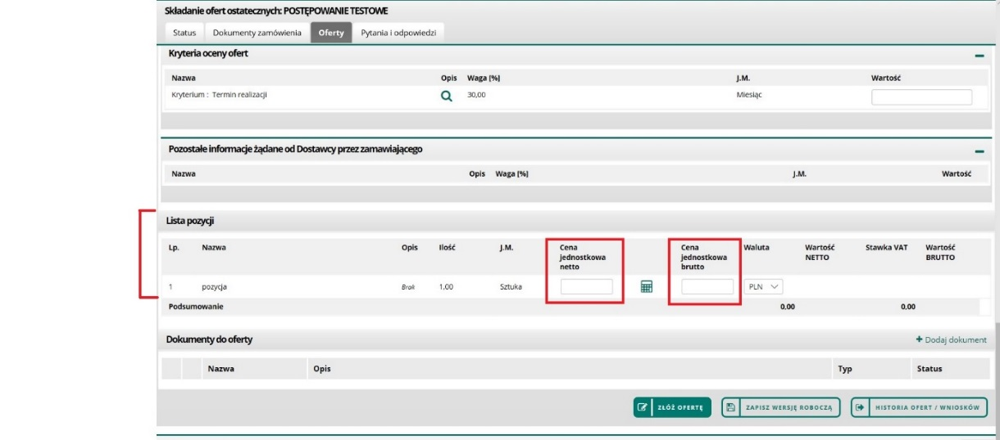 Składanie ofert ostatecznych: POSTĘPOWANIE TESTOWE
Status Dokumenty zamówienia Oferty Pytania i odpowiedzi
Kryteria oceny ofert
Nazwa Opis Waga [%] J.M. Wartość
Kryterium : Termin realizacji 30,00 Miesiąc
Pozostałe informacje żądane od Dostawcy przez zamawiającego
Nazwa Opis Waga [%] J.M. Wartość
Lista pozycji
Lp. Nazwa Opis Ilość J.M. Cena jednostkowa netto Cena jednostkowa brutto Waluta Wartość NETTO Stawka VAT Wartość BRUTTO
1 pozycja Brak 1,00 Sztuka PLN
Podsumowanie 0,00 0,00
Dokumenty do oferty + Dodaj dokument
Nazwa Opis Typ Status
ZŁÓŻ OFERTĘ ZAPISZ WERSJĘ ROBOCZĄ HISTORIA OFERT / WNIOSKÓW